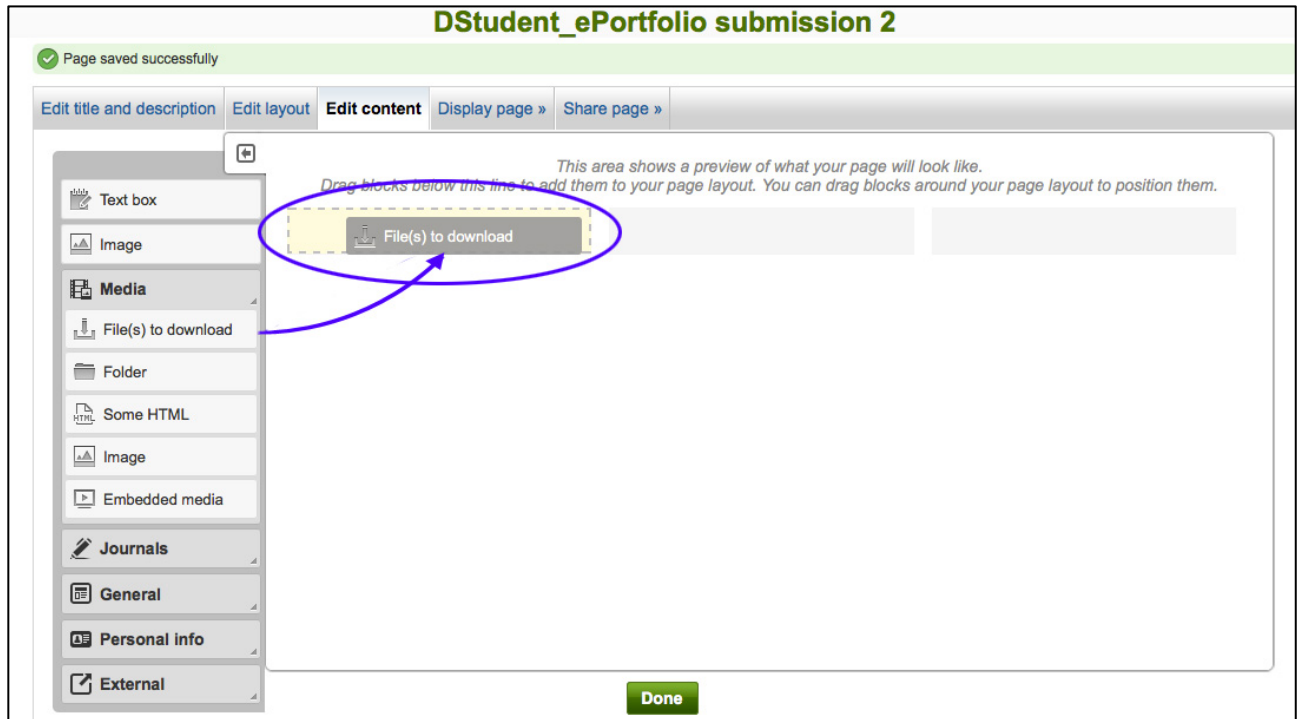 DStudent_ePortfolio submission 2
Page saved successfully
Edit title and description Edit layout Edit content Display page » Share page »
This area shows a preview of what your page will look like.
Drag blocks below this line to add them to your page layout. You can drag blocks around your page layout to position them.
Text box
Image
File(s) to download
Media
File(s) to download
Folder
HTML Some HTML
Image
Embedded media
Journals
General
Personal info
External
Done